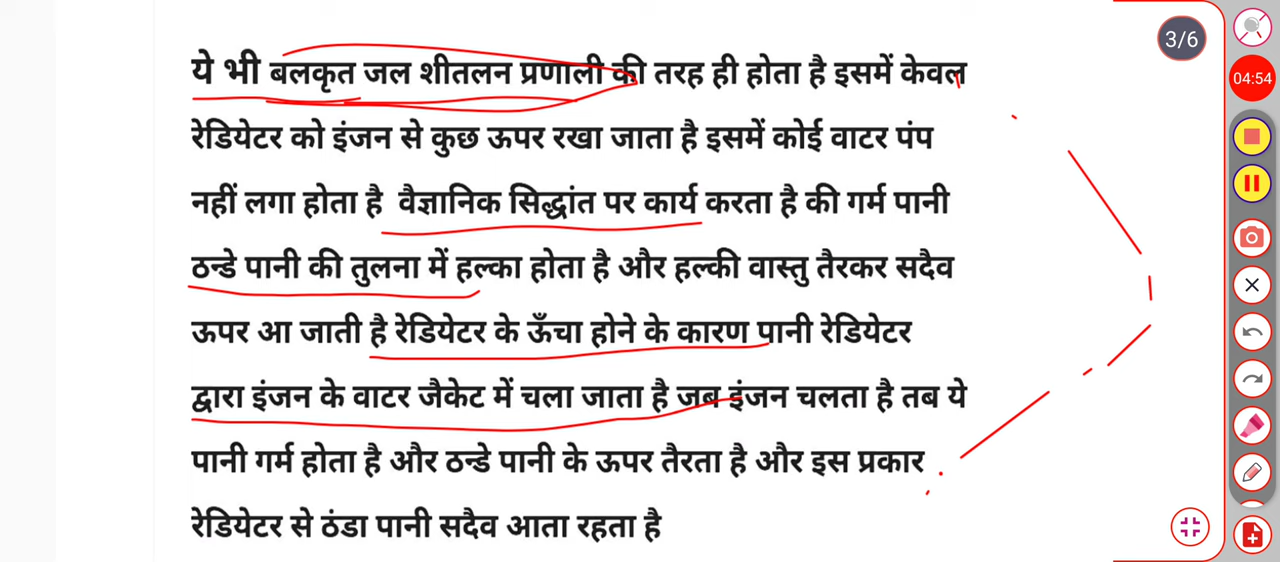 ये भी बलकृत जल शीतलन प्रणाली की तरह ही होता है इसमें केवल
रेडियेटर को इंजन से कुछ ऊपर रखा जाता है इसमें कोई वाटर पंप
नहीं लगा होता है वैज्ञानिक सिद्धांत पर कार्य करता है की गर्म पानी
ठन्डे पानी की तुलना में हल्का होता है और हल्की वास्तु तैरकर सदैव
ऊपर आ जाती है रेडियेटर के ऊँचा होने के कारण पानी रेडियेटर
द्वारा इंजन के वाटर जैकेट में चला जाता है जब इंजन चलता है तब ये
पानी गर्म होता है और ठन्डे पानी के ऊपर तैरता है और इस प्रकार
रेडियेटर से ठंडा पानी सदैव आता रहता है
3/6
04:54